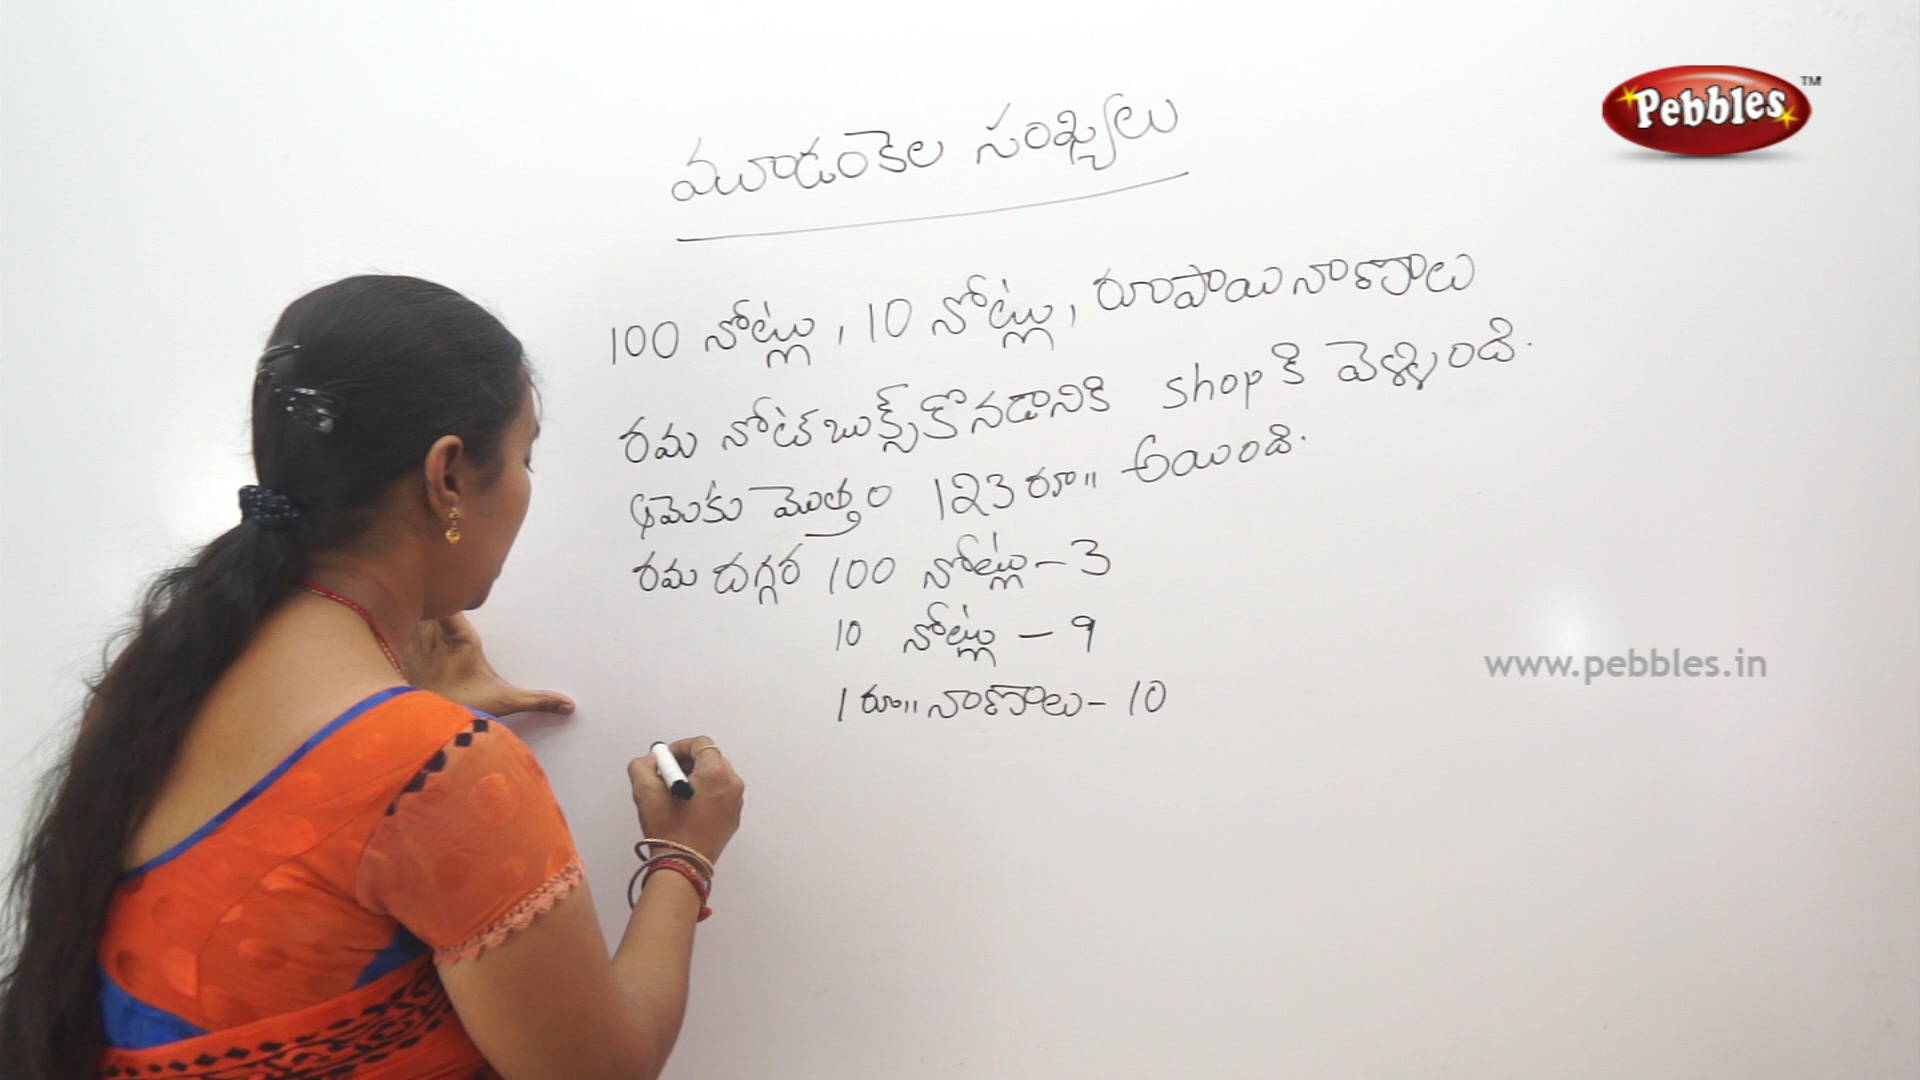 Pebbles TM
మూడంకెల సంఖ్యలు
100 నోట్లు, 10 నోట్లు, రూపాయి నాణాలు
రమ నోట్ బుక్స్ కొనడానికి shop కి వెళ్ళింది.
ఆమెకు మొత్తం 123 రూ॥ అయింది.
రమ దగ్గర 100 నోట్లు - 3
10 నోట్లు - 9
www.pebbles.in
1 రూ॥ నాణాలు - 10